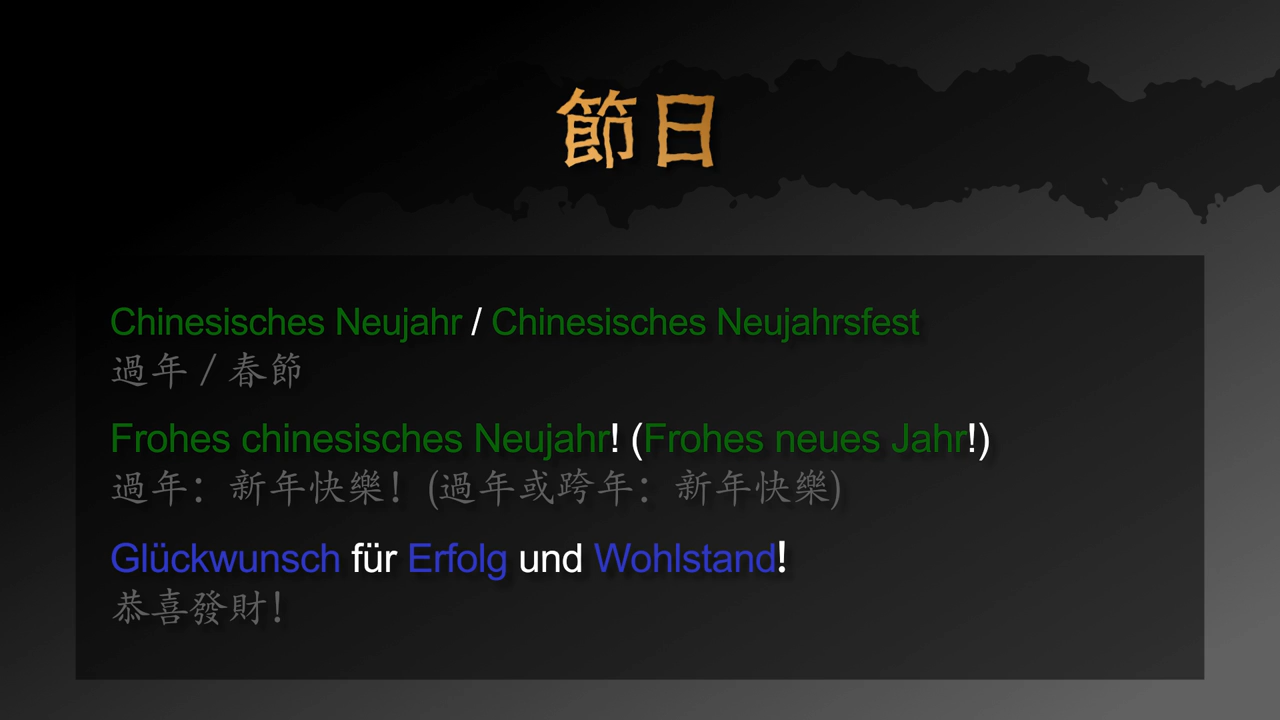 節日
Chinesisches Neujahr / Chinesisches Neujahrsfest
過年 / 春節
Frohes chinesisches Neujahr! (Frohes neues Jahr!)
過年：新年快樂！(過年或跨年：新年快樂)
Glückwunsch für Erfolg und Wohlstand!
恭喜發財！